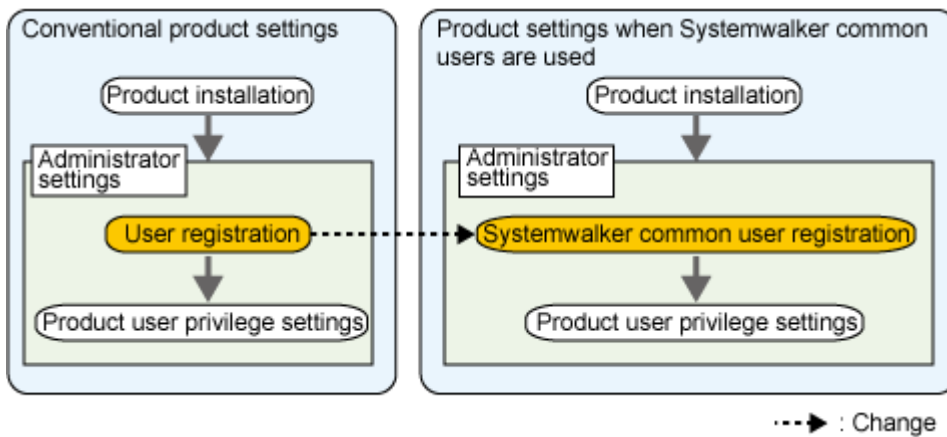 Conventional product settings
Product installation
Administrator
settings
User registration
Product user privilege settings
Product settings when Systemwalker common
users are used
Product installation
Administrator
settings
Systemwalker common user registration
Product user privilege settings
: Change